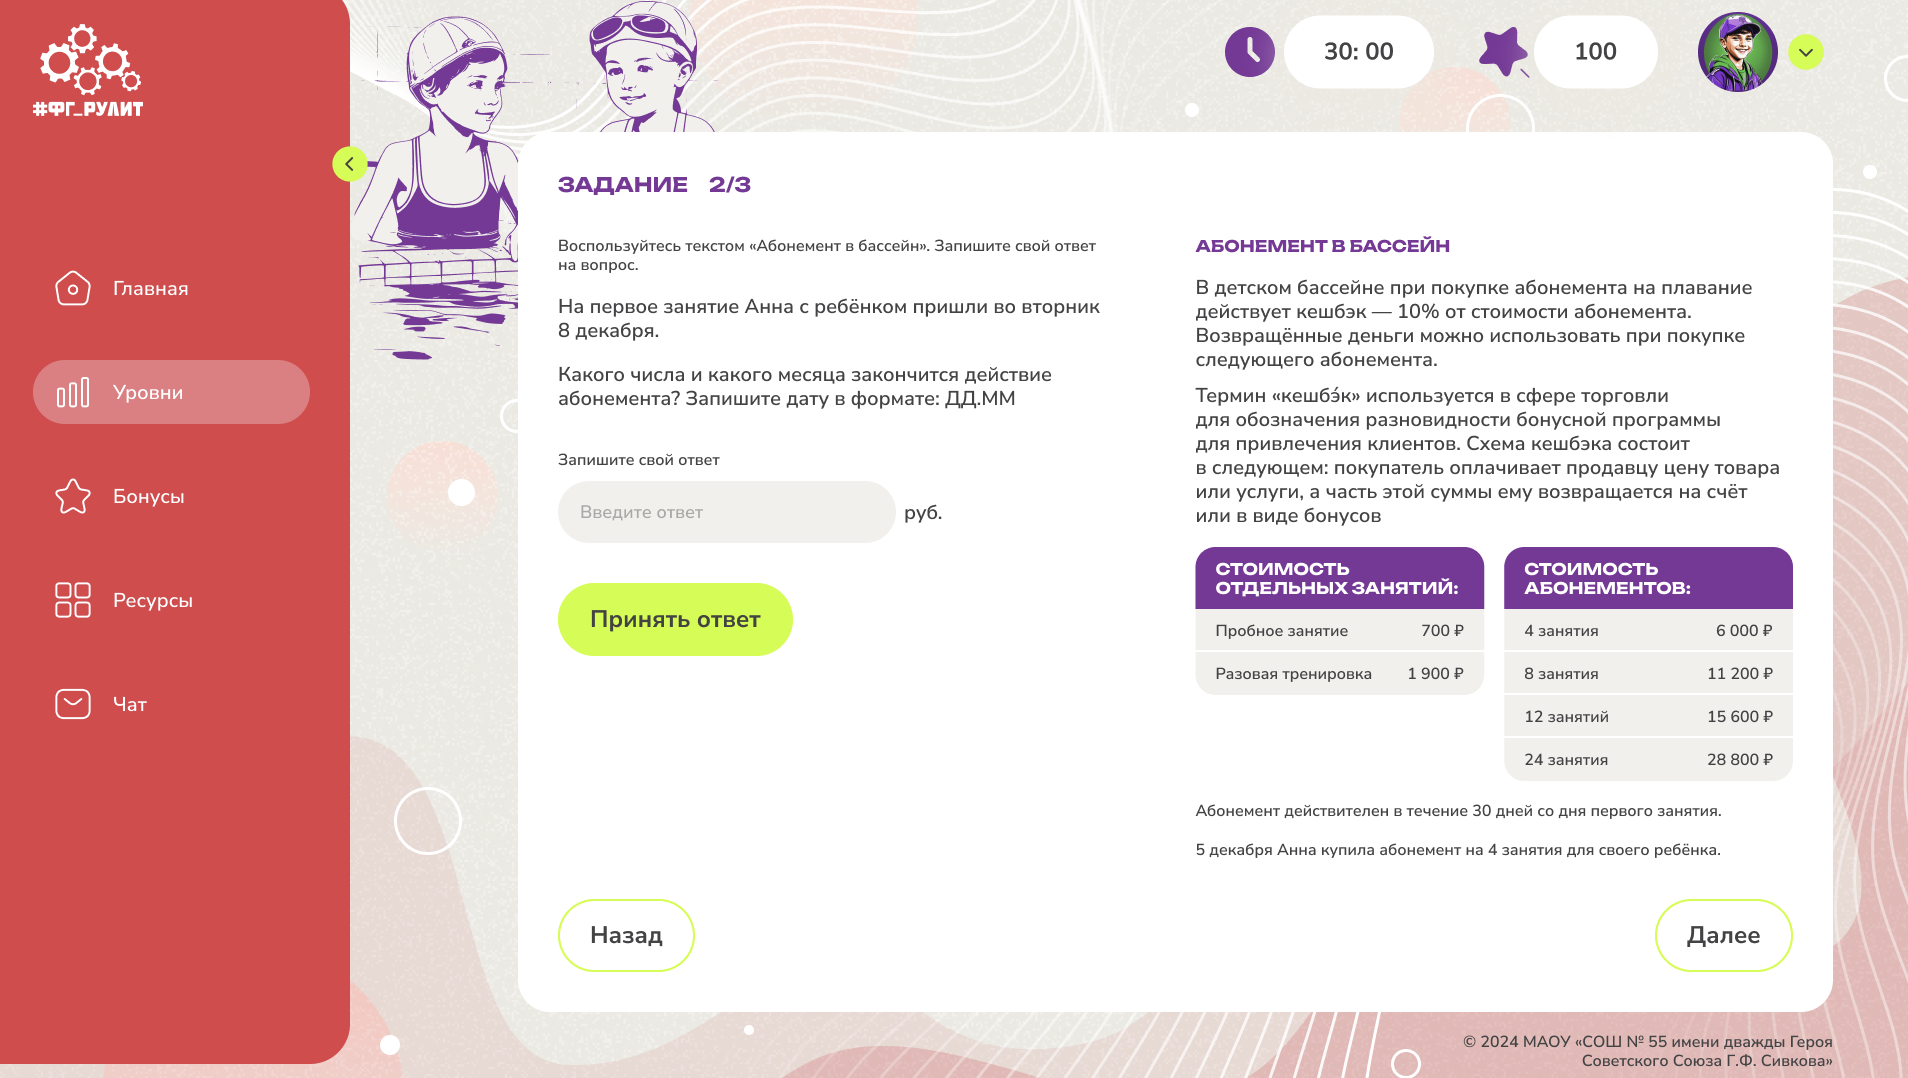 #ФГ_РУЛИТ
Главная
Уровни
Бонусы
Ресурсы
Чат
30: 00
100
ЗАДАНИЕ 2/3
Воспользуйтесь текстом «Абонемент в бассейн». Запишите свой ответ
на вопрос.
На первое занятие Анна с ребёнком пришли во вторник
8 декабря.
Какого числа и какого месяца закончится действие
абонемента? Запишите дату в формате: ДД.ММ
Запишите свой ответ
Введите ответ
руб.
Принять ответ
АБОНЕМЕНТ В БАССЕЙН
В детском бассейне при покупке абонемента на плавание
действует кешбэк — 10% от стоимости абонемента.
Возвращённые деньги можно использовать при покупке
следующего абонемента.
Термин «кешбэ́к» используется в сфере торговли
для обозначения разновидности бонусной программы
для привлечения клиентов. Схема кешбэка состоит
в следующем: покупатель оплачивает продавцу цену товара
или услуги, а часть этой суммы ему возвращается на счёт
или в виде бонусов
СТОИМОСТЬ
ОТДЕЛЬНЫХ ЗАНЯТИЙ:
Пробное занятие 700 ₽
Разовая тренировка 1 900 ₽
СТОИМОСТЬ
АБОНЕМЕНТОВ:
4 занятия 6 000 ₽
8 занятия 11 200 ₽
12 занятий 15 600 ₽
24 занятия 28 800 ₽
Абонемент действителен в течение 30 дней со дня первого занятия.
5 декабря Анна купила абонемент на 4 занятия для своего ребёнка.
Назад
Далее
© 2024 МАОУ «СОШ № 55 имени дважды Героя
Советского Союза Г.Ф. Сивкова»